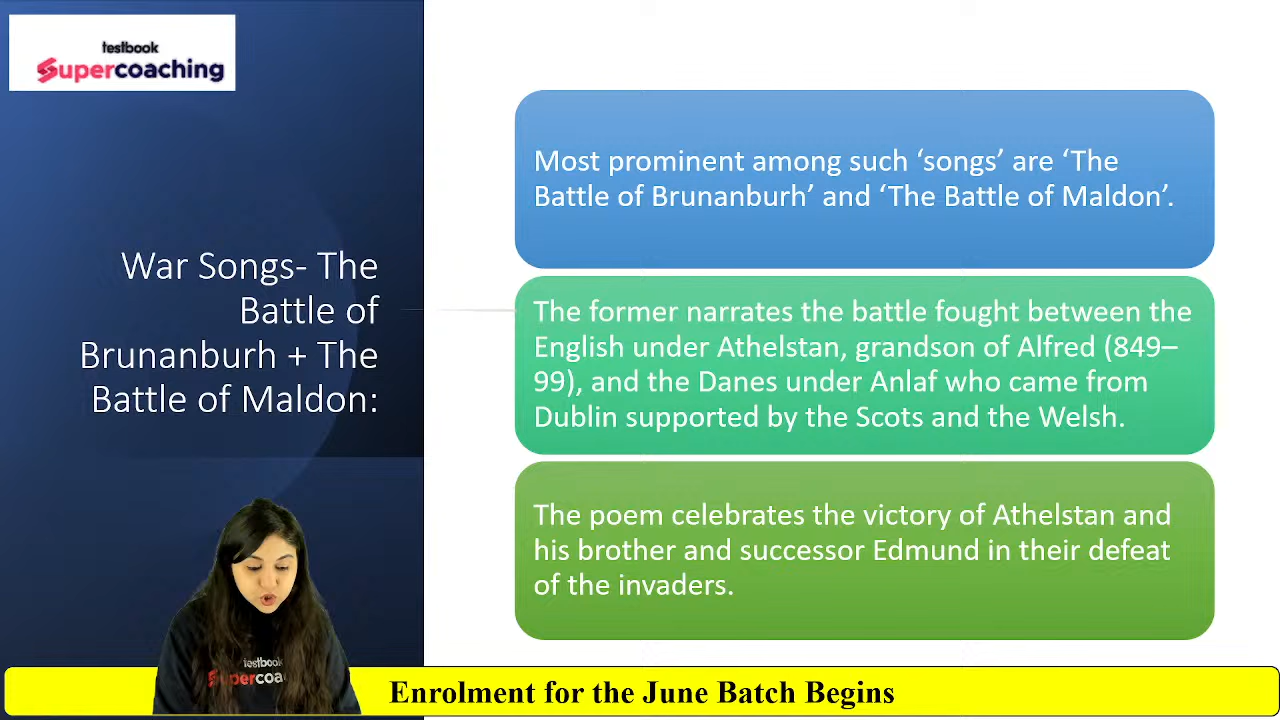 testbook
Supercoaching
War Songs- The
Battle of
Brunanburh + The
Battle of Maldon:
Most prominent among such ‘songs’ are ‘The
Battle of Brunanburh’ and ‘The Battle of Maldon’.
The former narrates the battle fought between the
English under Athelstan, grandson of Alfred (849–
99), and the Danes under Anlaf who came from
Dublin supported by the Scots and the Welsh.
The poem celebrates the victory of Athelstan and
his brother and successor Edmund in their defeat
of the invaders.
testbook
Supercoa
Enrolment for the June Batch Begins